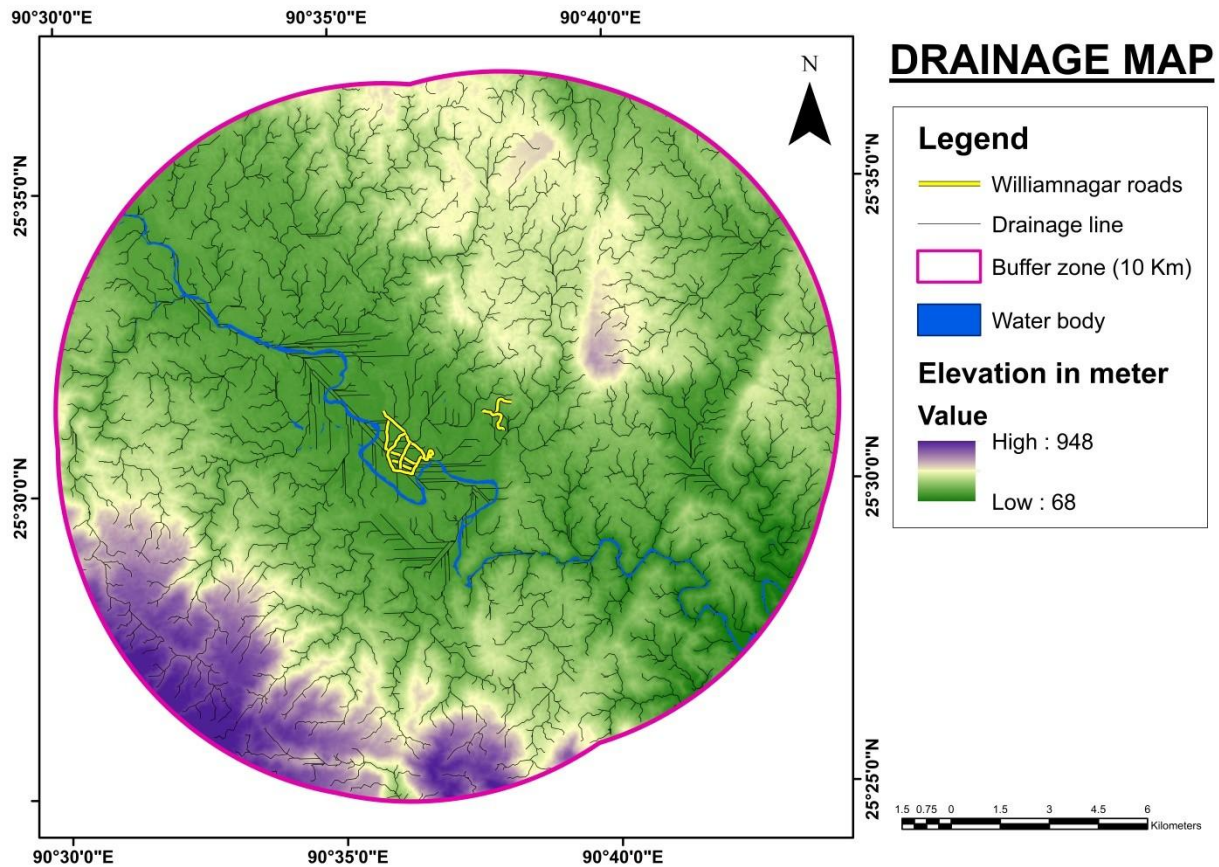 90°30'0"E
90°35'0"E
90°40'0"E
DRAINAGE MAP
N
Legend
Williamnagar roads
Drainage line
Buffer zone (10 Km)
Water body
Elevation in meter
Value
High : 948
Low : 68
25°35'0"N
25°30'0"N
25°35'0"N
25°30'0"N
25°25'0"N
1.5 0.75 0 1.5 3 4.5 6
Kilometers
90°30'0"E
90°35'0"E
90°40'0"E